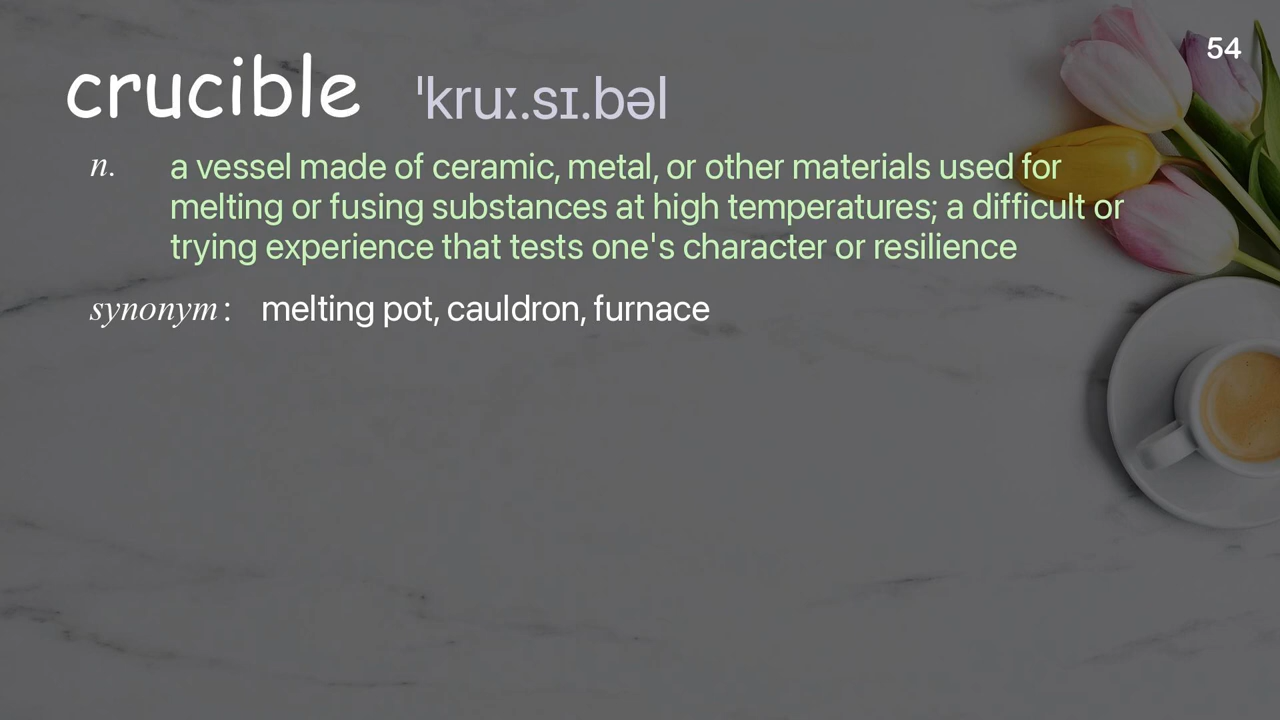 54
crucible ˈkruː.sɪ.bəl
n. a vessel made of ceramic, metal, or other materials used for
melting or fusing substances at high temperatures; a difficult or
trying experience that tests one's character or resilience
synonym: melting pot, cauldron, furnace